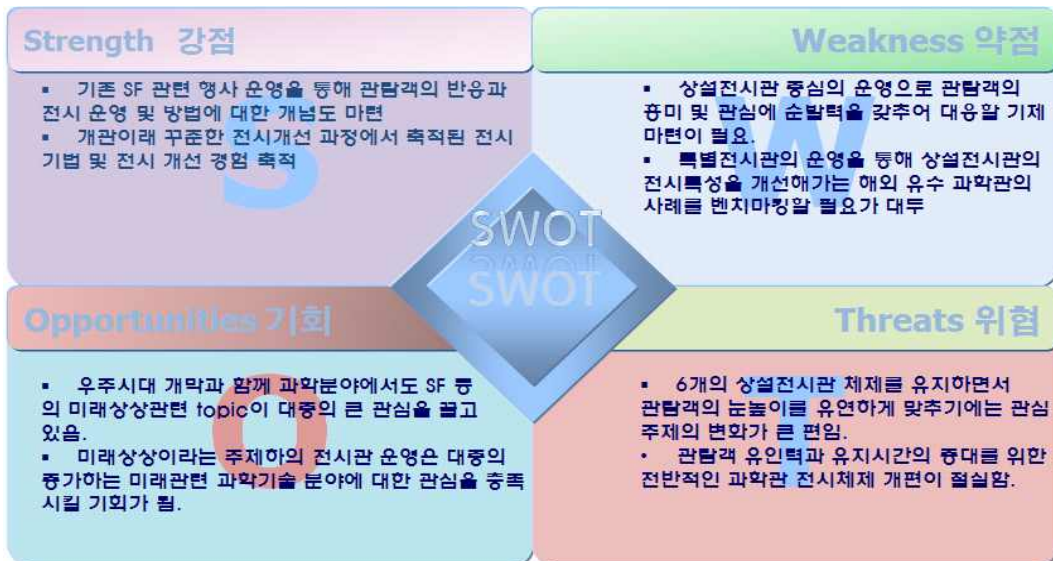 Strength 강점
▪ 기존 SF 관련 행사 운영을 통해 관람객의 반응과
전시 운영 및 방법에 대한 개념도 마련
▪ 개관이래 꾸준한 전시개선 과정에서 축적된 전시
기법 및 전시 개선 경험 축적
S
Weakness 약점
▪ 상설전시관 중심의 운영으로 관람객의
흥미 및 관심에 순발력을 갖추어 대응할 기제
마련이 필요.
▪ 특별전시관의 운영을 통해 상설전시관의
전시특성을 개선해가는 해외 유수 과학관의
사례를 벤치마킹할 필요가 대두
W
SWOT
SWOT
Opportunities 기회
▪ 우주시대 개막과 함께 과학분야에서도 SF 등
의 미래상상관련 topic이 대중의 큰 관심을 끌고
있음.
▪ 미래상상이라는 주제하의 전시관 운영은 대중의
증가하는 미래관련 과학기술 분야에 대한 관심을 충족
시킬 기회가 됨.
O
Threats 위협
▪ 6개의 상설전시관 체제를 유지하면서
관람객의 눈높이를 유연하게 맞추기에는 관심
주제의 변화가 큰 편임.
• 관람객 유인력과 유지시간의 증대를 위한
전반적인 과학관 전시체제 개편이 절실함.
T